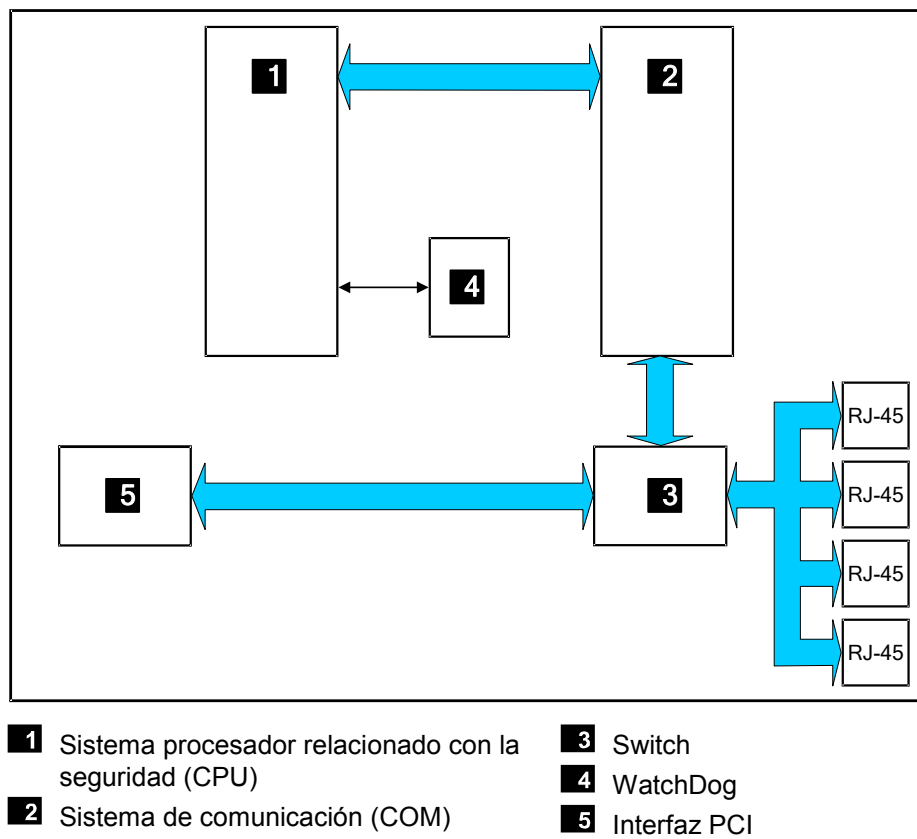 1
2
4
5
3
RJ-45
RJ-45
RJ-45
RJ-45
1 Sistema procesador relacionado con la
seguridad (CPU)
2 Sistema de comunicación (COM)
3 Switch
4 WatchDog
5 Interfaz PCI